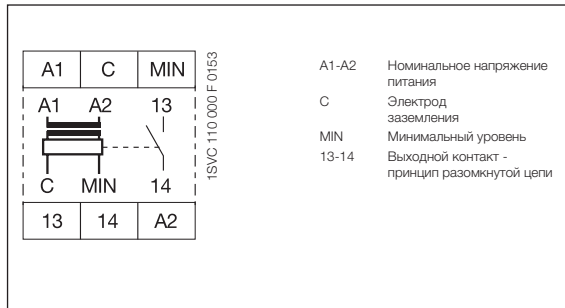 A1 C MIN
A1 A2 13
C MIN 14
13 14 A2
1SVC 110 000 F 0153
A1-A2 Номинальное напряжение
питания
C Электрод
заземления
MIN Минимальный уровень
13-14 Выходной контакт -
принцип разомкнутой цепи